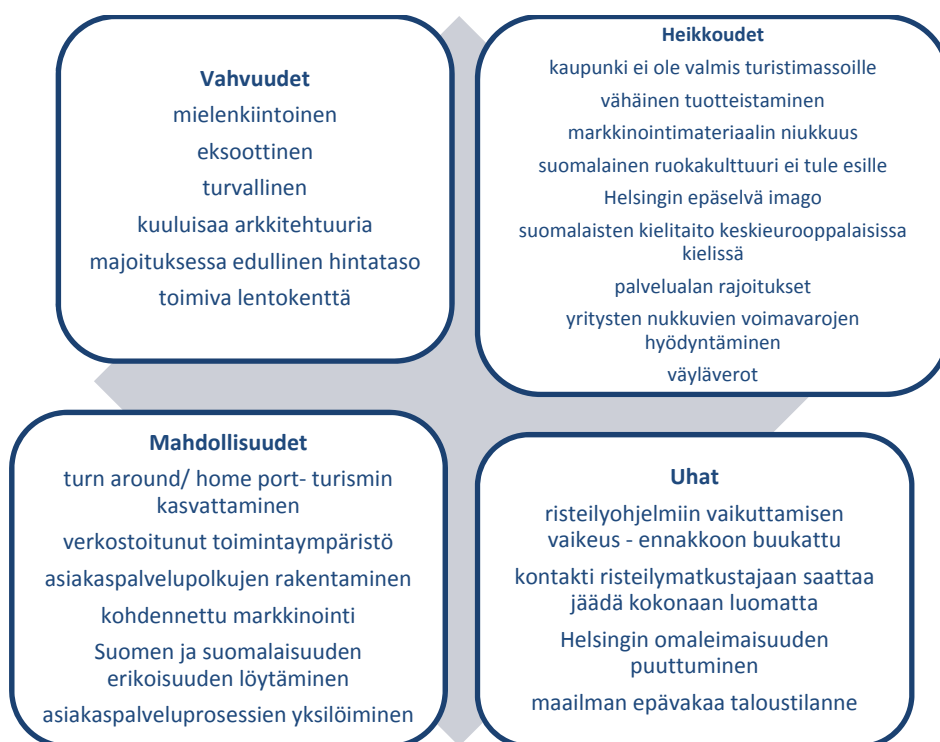 Vahvuudet
mielenkiintoinen
eksoottinen
turvallinen
kuuluisaa arkkitehtuuria
majoituksessa edullinen hintataso
toimiva lentokenttä
Heikkoudet
kaupunki ei ole valmis turistimassoille
vähäinen tuotteistaminen
markkinointimateriaalin niukkuus
suomalainen ruokakulttuuri ei tule esille
Helsingin epäselvä imago
suomalaisten kielitaito keskieurooppalaisissa
kielissä
palvelualan rajoitukset
yritysten nukkuvien voimavarojen
hyödyntäminen
väyläverot
Mahdollisuudet
turn around/ home port- turismin
kasvattaminen
verkostoitunut toimintaympäristö
asiakaspalvelupolkujen rakentaminen
kohdennettu markkinointi
Suomen ja suomalaisuuden
erikoisuuden löytäminen
asiakaspalveluprosessien yksilöiminen
Uhat
risteilyohjelmiin vaikuttamisen
vaikeus - ennakkoon buukattu
kontakti risteilymatkustajaan saattaa
jäädä kokonaan luomatta
Helsingin omaleimaisuuden
puuttuminen
maailman epävakaa taloustilanne